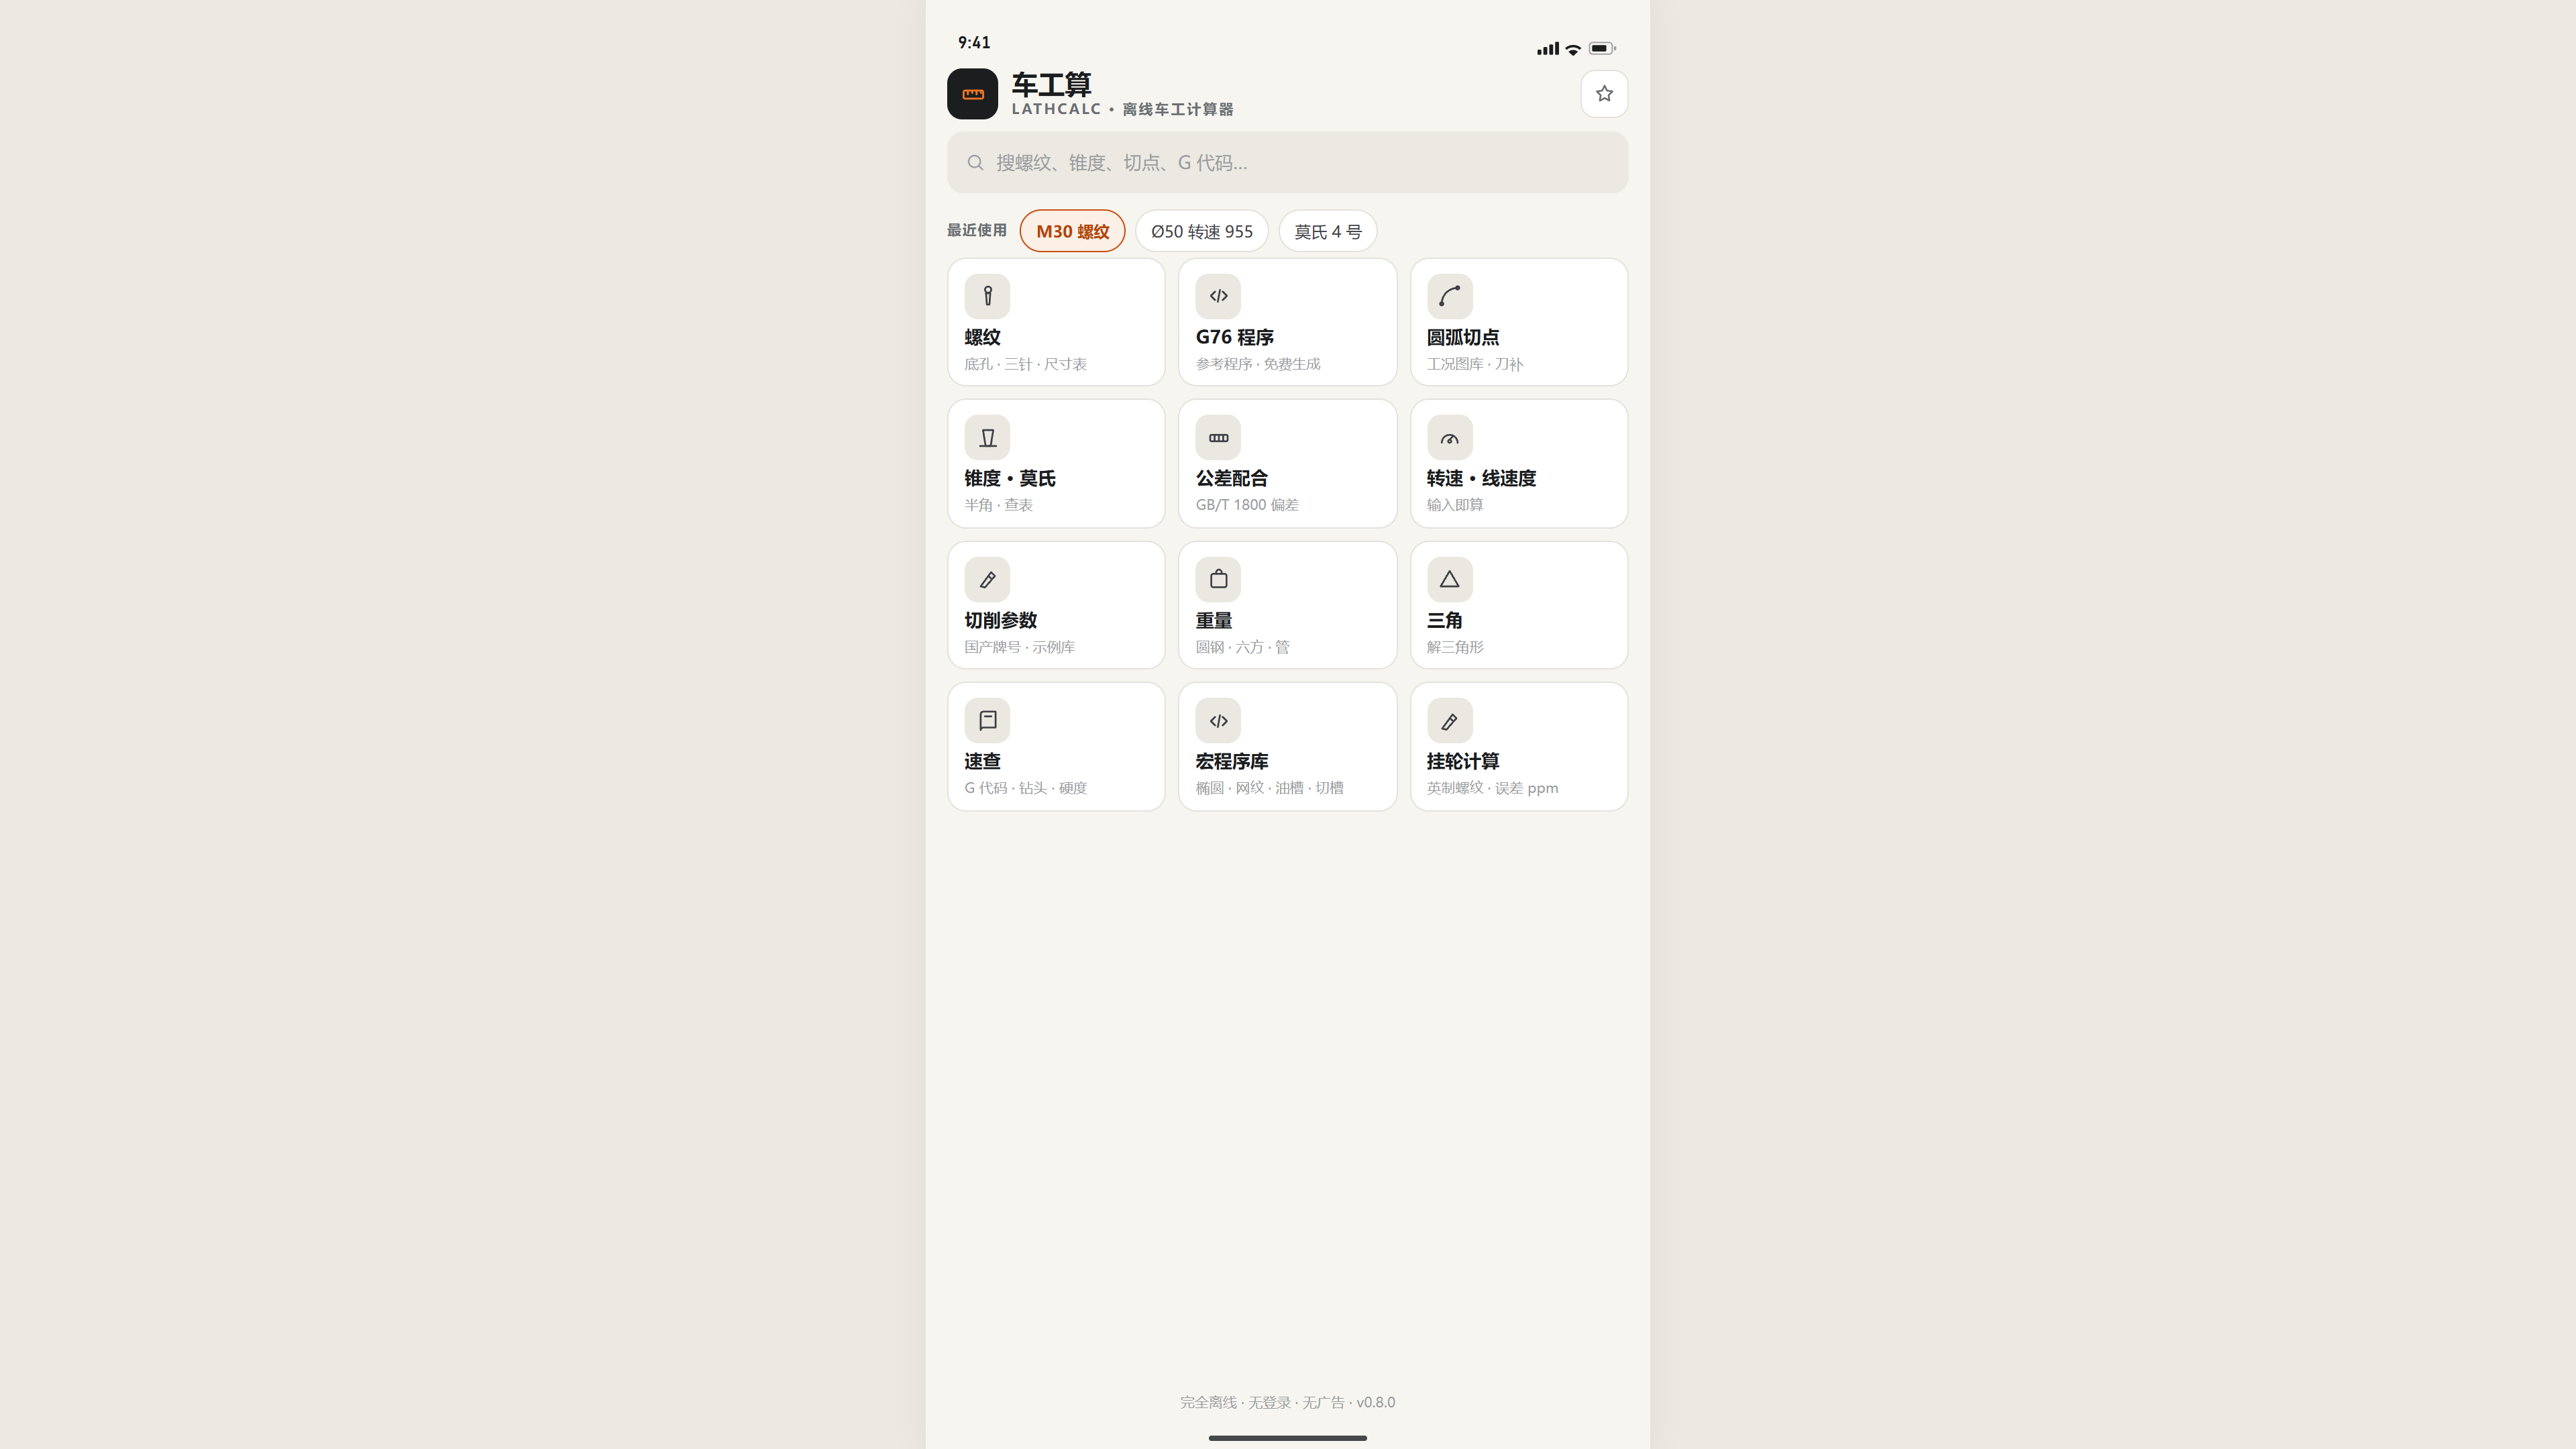 9:41
车工算
LATHCALC • 离线车工计算器
搜螺纹、锥度、切点、G 代码...
最近使用 M30 螺纹 Ø50 转速 955 莫氏 4 号
螺纹
底孔 · 三针 · 尺寸表
G76 程序
参考程序 · 免费生成
圆弧切点
工况图库 · 刀补
锥度 • 莫氏
半角 · 查表
公差配合
GB/T 1800 偏差
转速 • 线速度
输入即算
切削参数
国产牌号 · 示例库
重量
圆钢 · 六方 · 管
三角
解三角形
速查
G 代码 · 钻头 · 硬度
宏程序库
椭圆 · 网纹 · 油槽 · 切槽
挂轮计算
英制螺纹 · 误差 ppm
完全离线 · 无登录 · 无广告 · v0.8.0